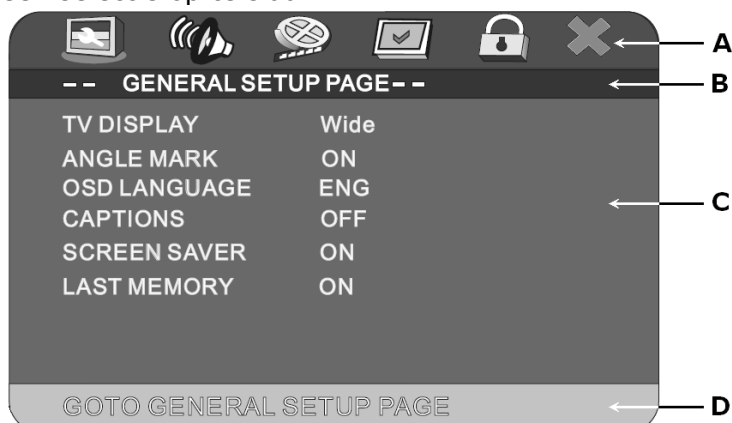 A
-- GENERAL SETUP PAGE-- B
TV DISPLAY Wide
ANGLE MARK ON
OSD LANGUAGE ENG
C
CAPTIONS OFF
SCREEN SAVER ON
LAST MEMORY ON
GOTO GENERAL SETUP PAGE D